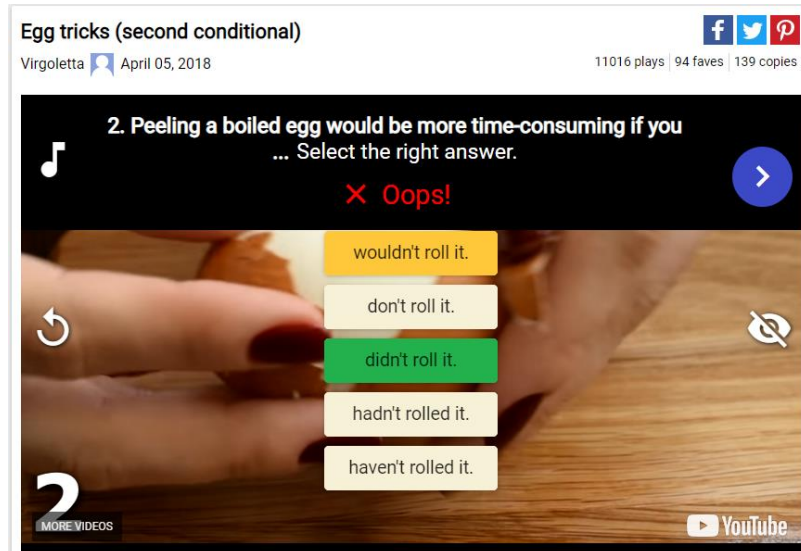 Egg tricks (second conditional)
Virgoletta April 05, 2018
11016 plays 94 faves 139 copies
2. Peeling a boiled egg would be more time-consuming if you
... Select the right answer.
✕ Oops!
wouldn't roll it.
don't roll it.
didn't roll it.
hadn't rolled it.
haven't rolled it.
2
MORE VIDEOS
YouTube